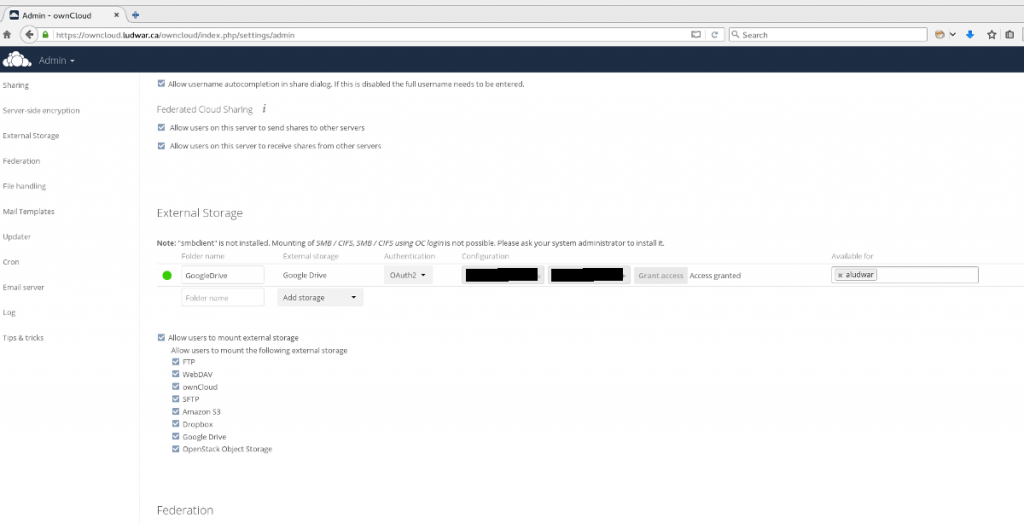 Admin - ownCloud
https://owncloud.ludwar.ca/owncloud/index.php/settings/admin
Search
Admin
Sharing
Server-side encryption
External Storage
Federation
File handling
Mail Templates
Updater
Cron
Email server
Log
Tips & tricks
Allow username autocompletion in share dialog. If this is disabled the full username needs to be entered.
Federated Cloud Sharing i
Allow users on this server to send shares to other servers
Allow users on this server to receive shares from other servers
External Storage
Note: "smbclient" is not installed. Mounting of SMB / CIFS, SMB / CIFS using OC login is not possible. Please ask your system administrator to install it.
Folder name External storage Authentication Configuration Available for
GoogleDrive Google Drive OAuth2 Grant access Access granted × aludwar
Folder name Add storage
Allow users to mount external storage
Allow users to mount the following external storage
FTP
WebDAV
ownCloud
SFTP
Amazon S3
Dropbox
Google Drive
OpenStack Object Storage
Federation